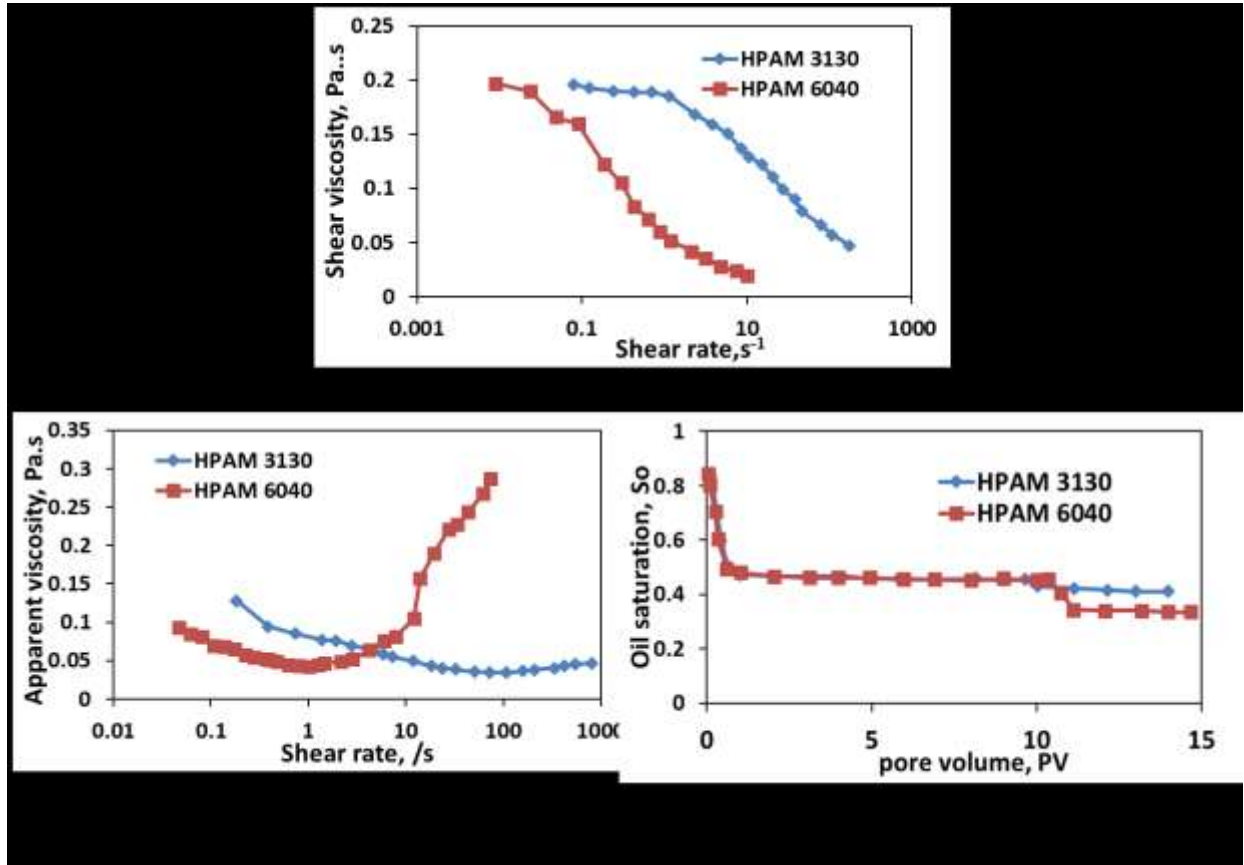 0.25
0.2
0.15
0.1
0.05
0
Shear viscosity, Pa..s
HPAM 3130
HPAM 6040
0.001
0.1
10
1000
Shear rate,s⁻¹
0.35
0.3
0.25
0.2
0.15
0.1
0.05
0
Apparent viscosity, Pa.s
HPAM 3130
HPAM 6040
0.01
0.1
1
10
100
1000
Shear rate, /s
1
0.8
0.6
0.4
0.2
0
Oil saturation, So
HPAM 3130
HPAM 6040
0
5
10
15
pore volume, PV